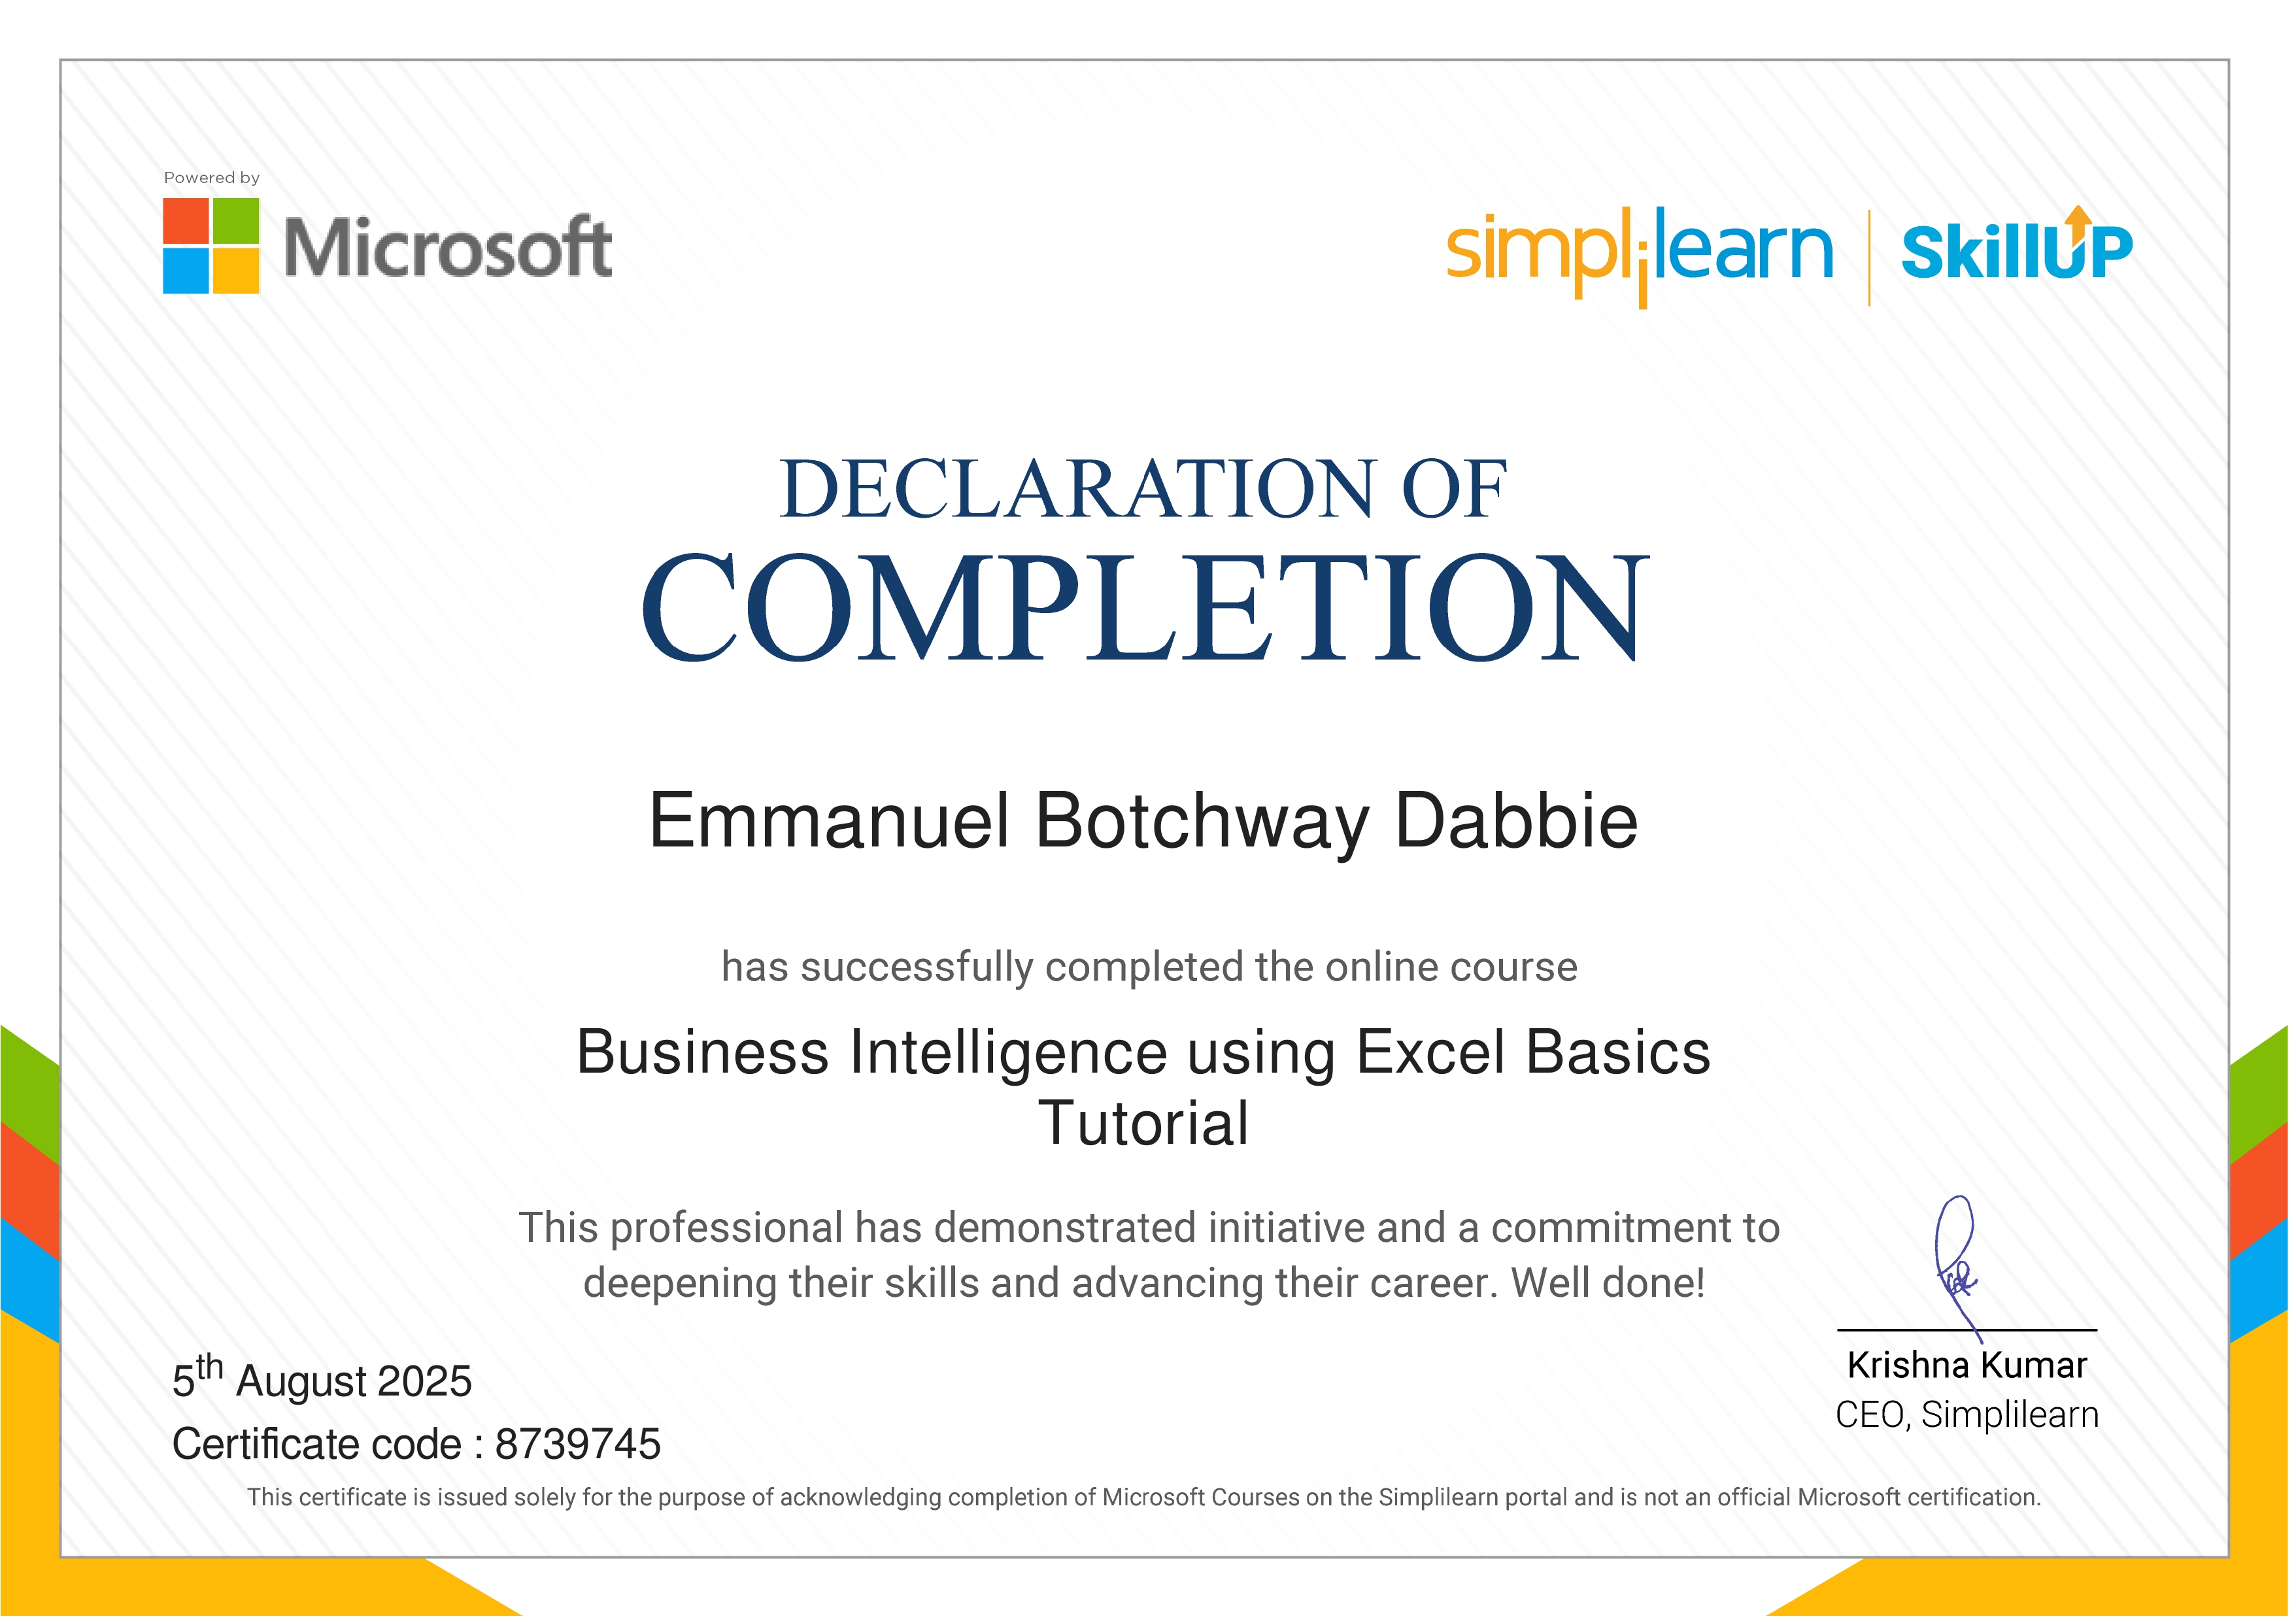 Powered by
Microsoft
simplilearn | SkillUP
DECLARATION OF
COMPLETION
Emmanuel Botchway Dabbie
has successfully completed the online course
Business Intelligence using Excel Basics
Tutorial
This professional has demonstrated initiative and a commitment to
deepening their skills and advancing their career. Well done!
5th August 2025
Certificate code : 8739745
Krishna Kumar
CEO, Simplilearn
This certificate is issued solely for the purpose of acknowledging completion of Microsoft Courses on the Simplilearn portal and is not an official Microsoft certification.